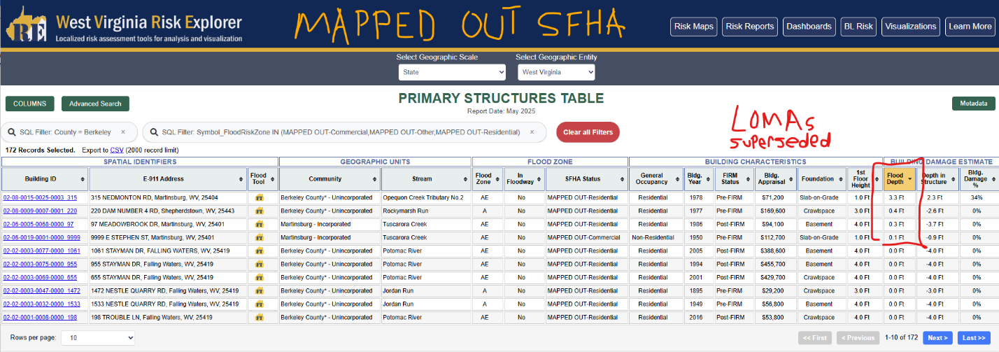 West Virginia Risk Explorer
Localized risk assessment tools for analysis and visualization
MAPPED OUT SFHA
Risk Maps Risk Reports Dashboards BL Risk Visualizations Learn More
Select Geographic Scale Select Geographic Entity
State West Virginia
COLUMNS Advanced Search
PRIMARY STRUCTURES TABLE
Report Date: May 2025
Metadata
LOMAs
superseded
SQL Filter: County = Berkeley × SQL Filter: Symbol_FloodRiskZone IN (MAPPED OUT-Commercial,MAPPED OUT-Other,MAPPED OUT-Residential) × Clear all Filters
172 Records Selected. Export to CSV (2000 record limit)
SPATIAL IDENTIFIERS GEOGRAPHIC UNITS FLOOD ZONE BUILDING CHARACTERISTICS BUILDING DAMAGE ESTIMATE
Building ID E-911 Address Flood Tool Community Stream Flood Zone In Floodway SFHA Status General Occupancy Bldg. Year FIRM Status Bldg. Appraisal Foundation 1st Floor Height Flood Depth Depth in Structure Bldg. Damage %
02-08-0015-0025-0003_315 315 NEDMONTON RD, Martinsburg, WV, 25404 FT Berkeley County* - Unincorporated Opequon Creek Tributary No.2 AE No MAPPED OUT-Residential Residential 1978 Pre-FIRM $71,200 Slab-on-Grade 1.0 Ft 3.3 Ft 2.3 Ft 34%
02-08-0009-0007-0001_220 220 DAM NUMBER 4 RD, Shepherdstown, WV, 25443 FT Berkeley County* - Unincorporated Rockymarsh Run A No MAPPED OUT-Residential Residential 1977 Pre-FIRM $169,600 Crawlspace 3.0 Ft 0.4 Ft -2.6 Ft 0%
02-06-0005-0068-0000_97 97 MEADOWBROOK DR, Martinsburg, WV, 25401 FT Martinsburg - Incorporated Tuscarora Creek AE No MAPPED OUT-Residential Residential 1986 Post-FIRM $94,100 Basement 4.0 Ft 0.3 Ft -3.7 Ft 0%
02-06-0019-0001-0000_9999 9999 E STEPHEN ST, Martinsburg, WV, 25401 FT Martinsburg - Incorporated Tuscarora Creek AE No MAPPED OUT-Commercial Non-Residential 1950 Pre-FIRM $112,700 Slab-on-Grade 1.0 Ft 0.1 Ft -0.9 Ft 0%
02-02-0003-0077-0000_1061 1061 STAYMAN DR, FALLING WATERS, WV, 25419 FT Berkeley County* - Unincorporated Potomac River AE No MAPPED OUT-Residential Residential 2005 Post-FIRM $388,600 Basement 4.0 Ft 0.0 Ft -4.0 Ft 0%
02-02-0003-0075-0000_955 955 STAYMAN DR, Falling Waters, WV, 25419 FT Berkeley County* - Unincorporated Potomac River AE No MAPPED OUT-Residential Residential 1994 Post-FIRM $455,700 Basement 4.0 Ft 0.0 Ft -4.0 Ft 0%
02-02-0003-0069-0000_655 655 STAYMAN DR, Falling Waters, WV, 25419 FT Berkeley County* - Unincorporated Potomac River AE No MAPPED OUT-Residential Residential 2001 Post-FIRM $429,700 Crawlspace 4.0 Ft 0.0 Ft -4.0 Ft 0%
02-02-0003-0047-0000_1472 1472 NESTLE QUARRY RD, Falling Waters, WV, 25419 FT Berkeley County* - Unincorporated Jordan Run A No MAPPED OUT-Residential Residential 1895 Pre-FIRM $29,200 Crawlspace 3.0 Ft 0.0 Ft -3.0 Ft 0%
02-02-0003-0032-0000_1533 1533 NESTLE QUARRY RD, Falling Waters, WV, 25419 FT Berkeley County* - Unincorporated Jordan Run A No MAPPED OUT-Residential Residential 1949 Pre-FIRM $56,800 Basement 4.0 Ft 0.0 Ft -4.0 Ft 0%
02-02-0001-0008-0000_198 198 TROUBLE LN, Falling Waters, WV, 25419 FT Berkeley County* - Unincorporated Potomac River AE No MAPPED OUT-Residential Residential 2016 Post-FIRM $53,800 Crawlspace 4.0 Ft 0.0 Ft -4.0 Ft 0%
Rows per page: 10 << First < Previous 1-10 of 172 Next > Last >>